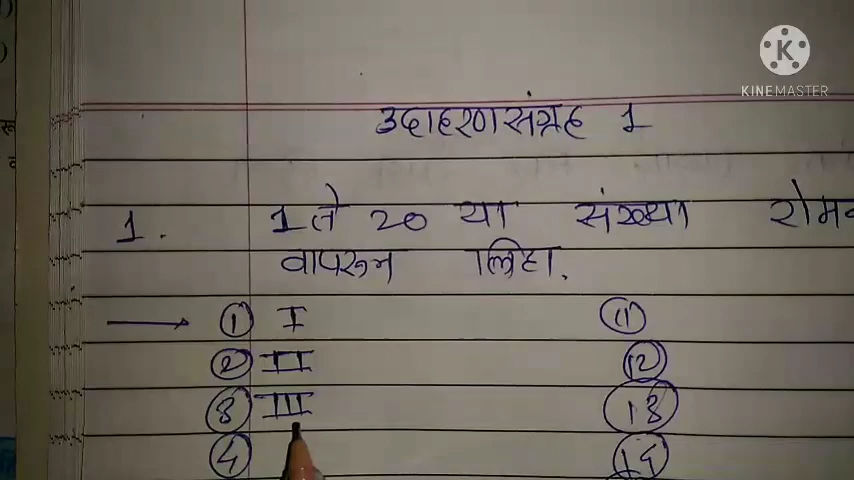 KINEMASTER
उदाहरणसंग्रह 1
1. 1 ते 20 या संख्या
वापरून लिहा.
① I ⑪
② II ⑫
③ III ⑬
④ ⑭